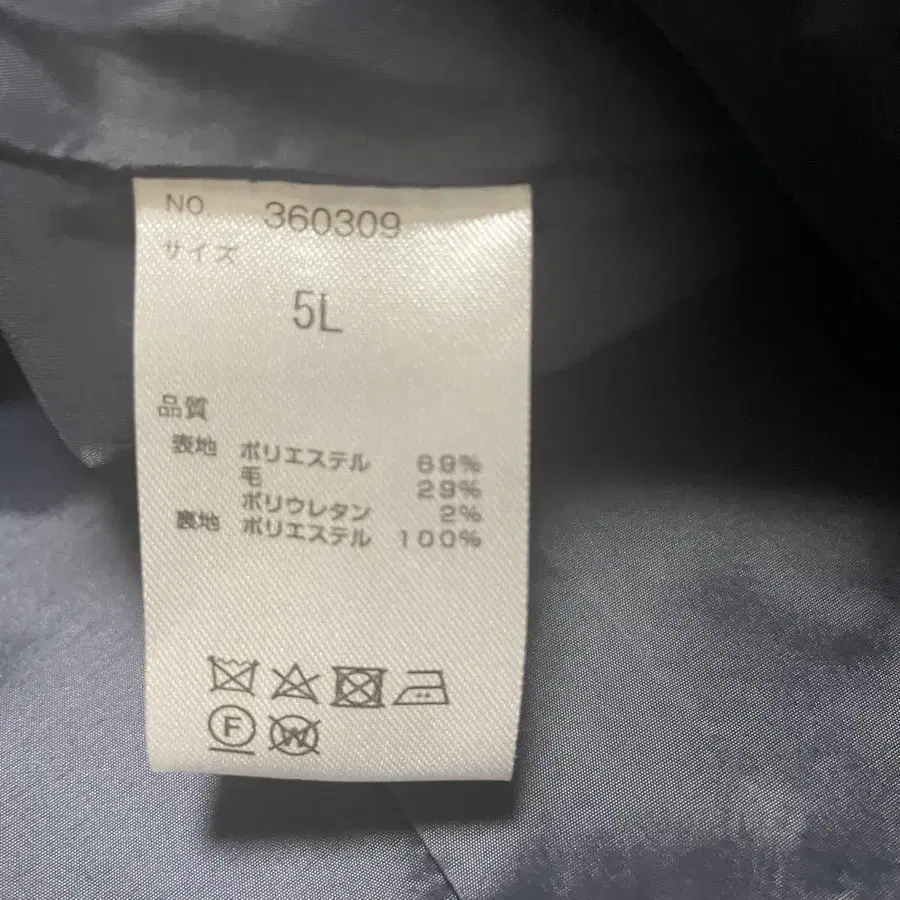 NO 360309
サイズ
5L
品質
表地 ポリエステル 69%
毛 29%
ポリウレタン 2%
裏地 ポリエステル 100%
F W